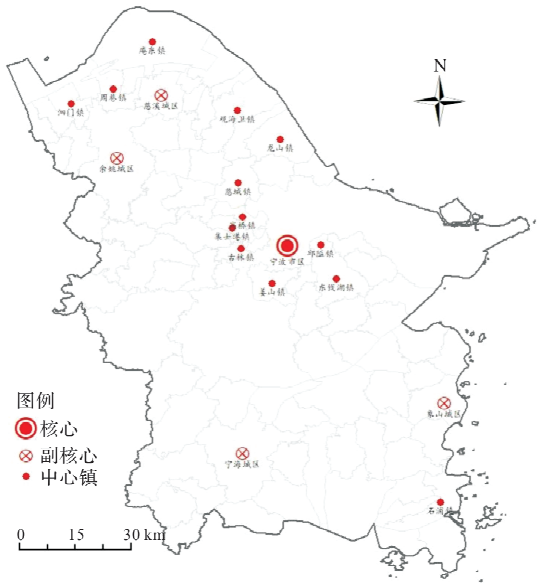 N
庵东镇
周巷镇
慈溪城区
泗门镇
观海卫镇
龙山镇
余姚城区
慈城镇
高桥镇
集士港镇
古林镇
宁波市区
邱隘镇
姜山镇
东钱湖镇
象山城区
宁海城区
石浦镇
图例
核心
副核心
中心镇
0 15 30 km